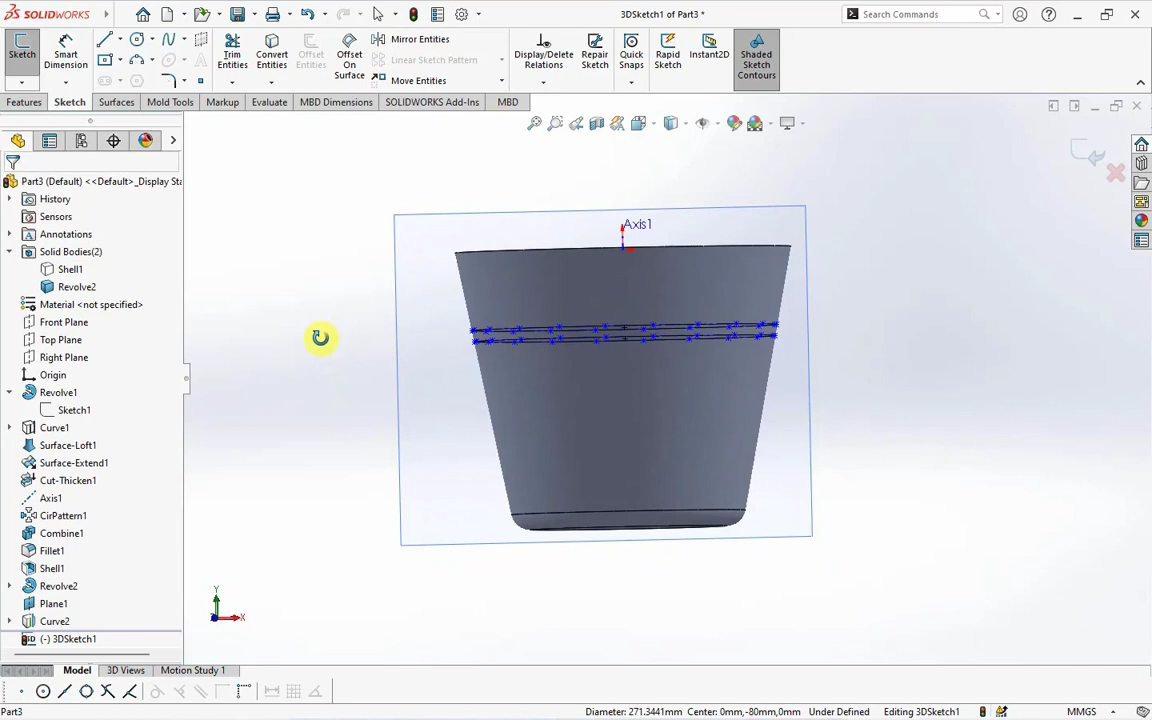 SOLIDWORKS
3DSketch1 of Part3 *
Search Commands
Sketch
Smart Dimension
Trim Entities
Convert Entities
Offset Entities
Offset On Surface
Mirror Entities
Linear Sketch Pattern
Move Entities
Display/Delete Relations
Repair Sketch
Quick Snaps
Rapid Sketch
Instant2D
Shaded Sketch Contours
Features
Sketch
Surfaces
Mold Tools
Markup
Evaluate
MBD Dimensions
SOLIDWORKS Add-Ins
MBD
Part3 (Default) <<Default>_Display Sta
History
Sensors
Annotations
Solid Bodies(2)
Shell1
Revolve2
Material <not specified>
Front Plane
Top Plane
Right Plane
Origin
Revolve1
Sketch1
Curve1
Surface-Loft1
Surface-Extend1
Cut-Thicken1
Axis1
CirPattern1
Combine1
Fillet1
Shell1
Revolve2
Plane1
Curve2
3D (-) 3DSketch1
Axis1
Y
X
Model
3D Views
Motion Study 1
Part3
Diameter: 271.3441mm Center: 0mm,-80mm,0mm
Under Defined
Editing 3DSketch1
MMGS